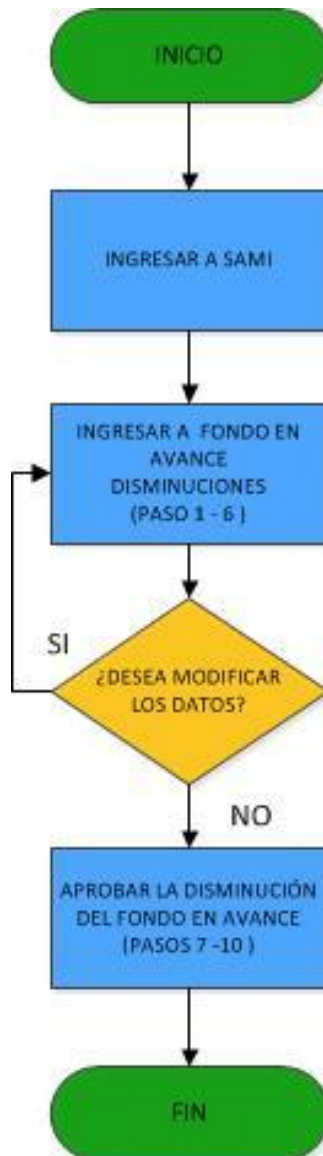 INICIO
INGRESAR A SAMI
INGRESAR A FONDO EN
AVANCE
DISMINUCIONES
(PASO 1 - 6 )
SI
¿DESEA MODIFICAR
LOS DATOS?
NO
APROBAR LA DISMINUCIÓN
DEL FONDO EN AVANCE
(PASOS 7 -10 )
FIN